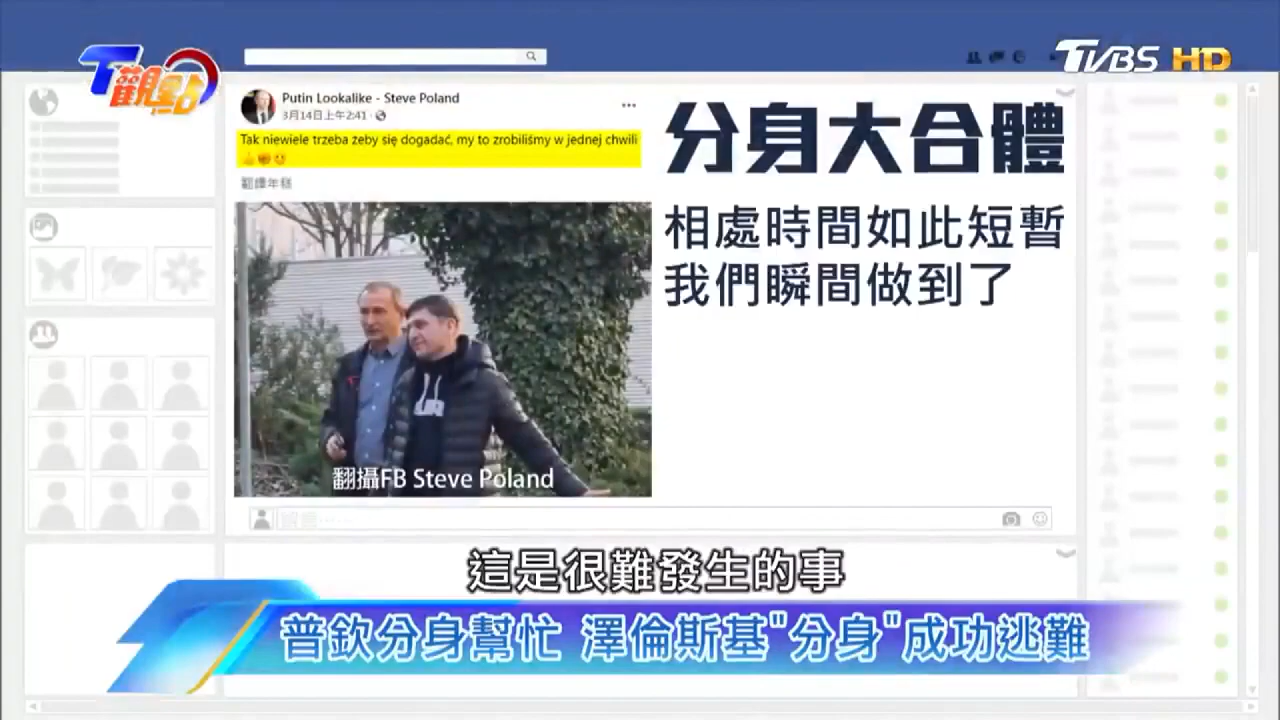 T觀點
TVBS HD
Putin Lookalike - Steve Poland
3月14日上午2:41 ·
Tak niewiele trzeba żeby się dogadać, my to zrobiliśmy w jednej chwili
翻譯年糕
分身大合體
相處時間如此短暫
我們瞬間做到了
翻攝FB Steve Poland
這是很難發生的事
普欽分身幫忙 澤倫斯基"分身"成功逃難